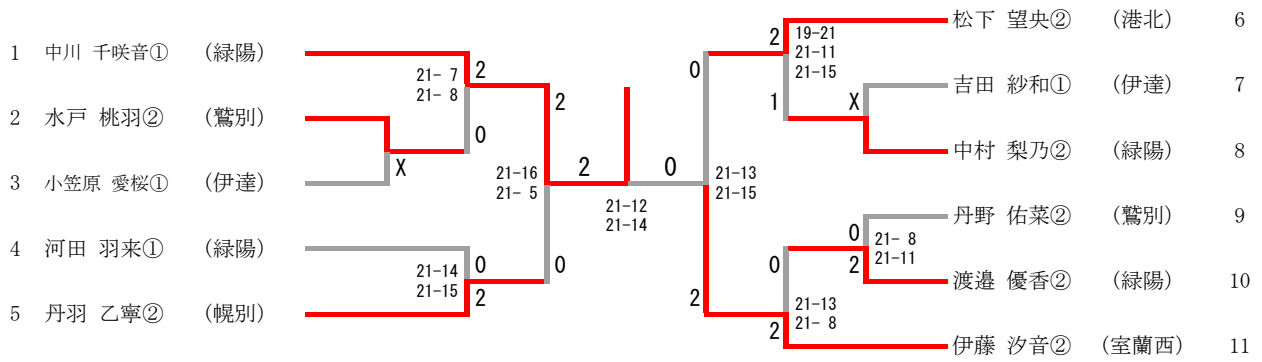 1 中川 千咲音① (緑陽)
2 水戸 桃羽② (鷲別)
3 小笠原 愛桜① (伊達)
4 河田 羽来① (緑陽)
5 丹羽 乙寧② (幌別)
21- 7
21- 8
2
0
X
21-14
21-15
0
2
2
21-16
21- 5
0
2
0
21-12
21-14
0
21-13
21-15
2
2
19-21
21-11
21-15
1
X
0
21- 8
21-11
2
0
21-13
21- 8
2
松下 望央② (港北) 6
吉田 紗和① (伊達) 7
中村 梨乃② (緑陽) 8
丹野 佑菜② (鷲別) 9
渡邉 優香② (緑陽) 10
伊藤 汐音② (室蘭西) 11